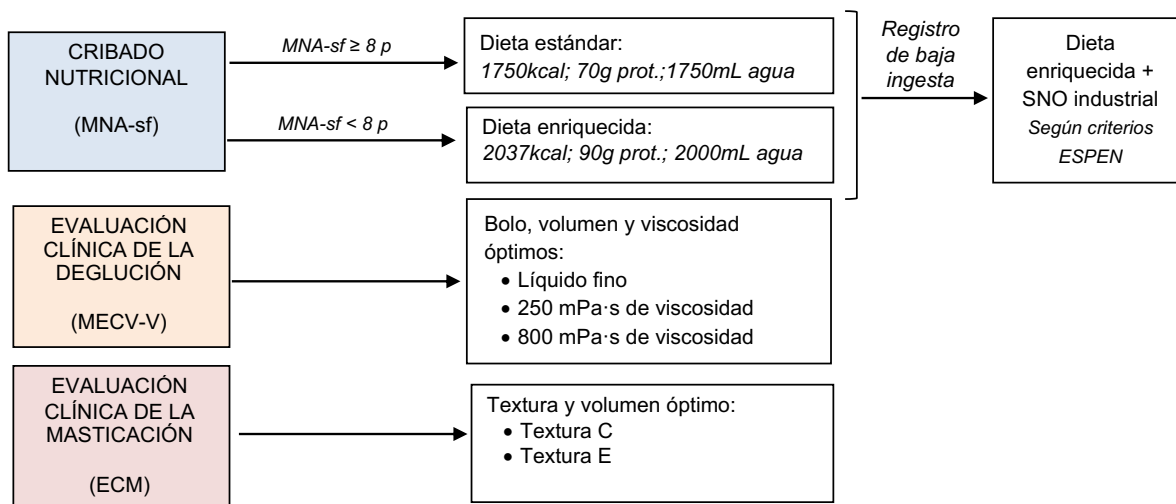 CRIBADO
NUTRICIONAL
(MNA-sf)
MNA-sf ≥ 8 p
Dieta estándar:
1750kcal; 70g prot.;1750mL agua
MNA-sf < 8 p
Dieta enriquecida:
2037kcal; 90g prot.; 2000mL agua
Registro
de baja
ingesta
Dieta
enriquecida +
SNO industrial
Según criterios
ESPEN
EVALUACIÓN
CLÍNICA DE LA
DEGLUCIÓN
(MECV-V)
Bolo, volumen y viscosidad
óptimos:
• Líquido fino
• 250 mPa·s de viscosidad
• 800 mPa·s de viscosidad
EVALUACIÓN
CLÍNICA DE LA
MASTICACIÓN
(ECM)
Textura y volumen óptimo:
• Textura C
• Textura E